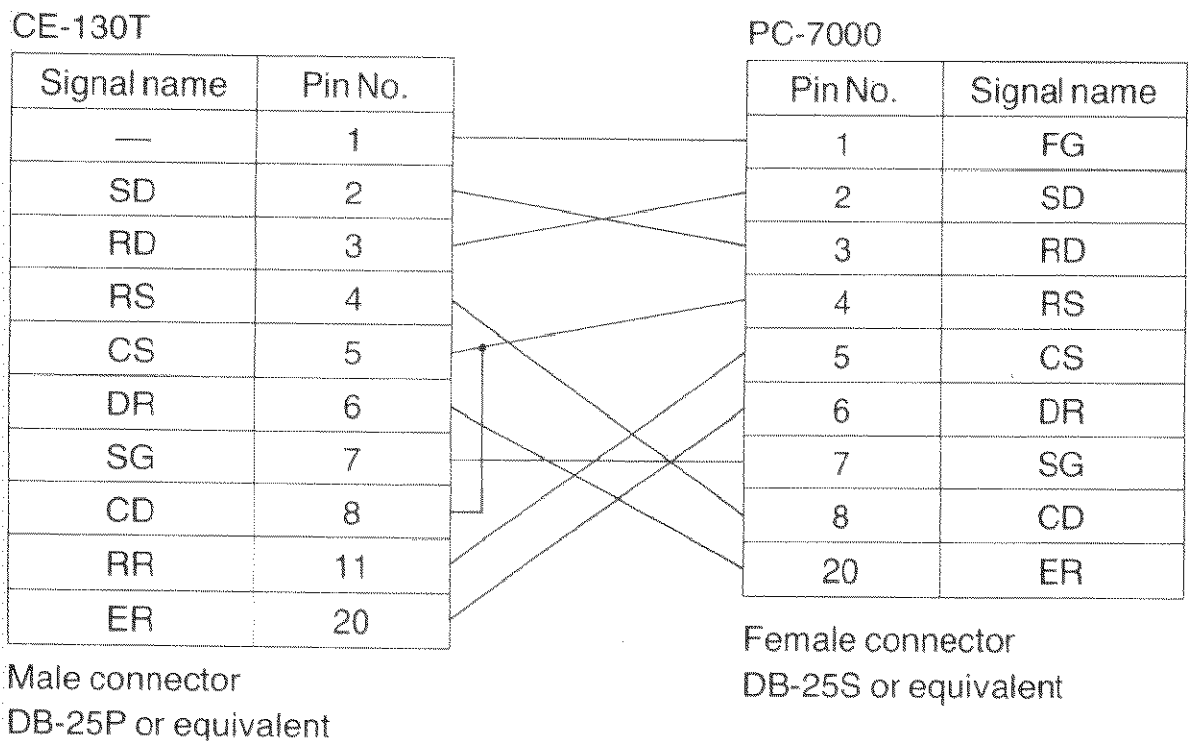 CE-130T
Signal name Pin No.
— 1
SD 2
RD 3
RS 4
CS 5
DR 6
SG 7
CD 8
RR 11
ER 20
Male connector
DB-25P or equivalent
PC-7000
Pin No. Signal name
1 FG
2 SD
3 RD
4 RS
5 CS
6 DR
7 SG
8 CD
20 ER
Female connector
DB-25S or equivalent